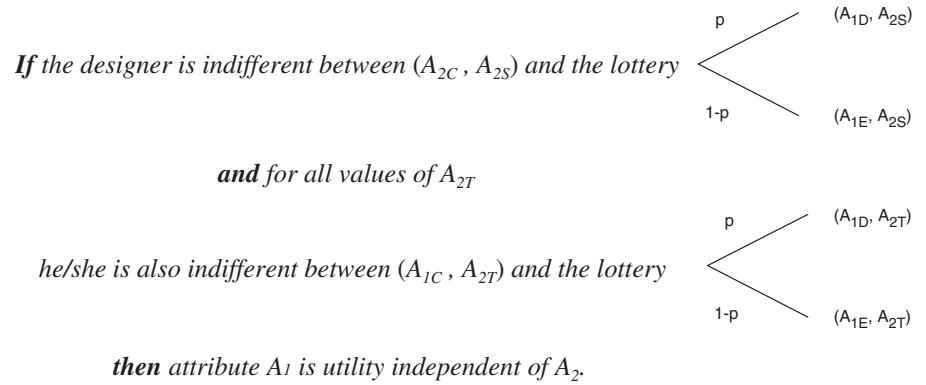 p (A1D, A2S)
If the designer is indifferent between (A2C , A2S) and the lottery
1-p (A1E, A2S)
and for all values of A2T
p (A1D, A2T)
he/she is also indifferent between (A1C , A2T) and the lottery
1-p (A1E, A2T)
then attribute A1 is utility independent of A2.